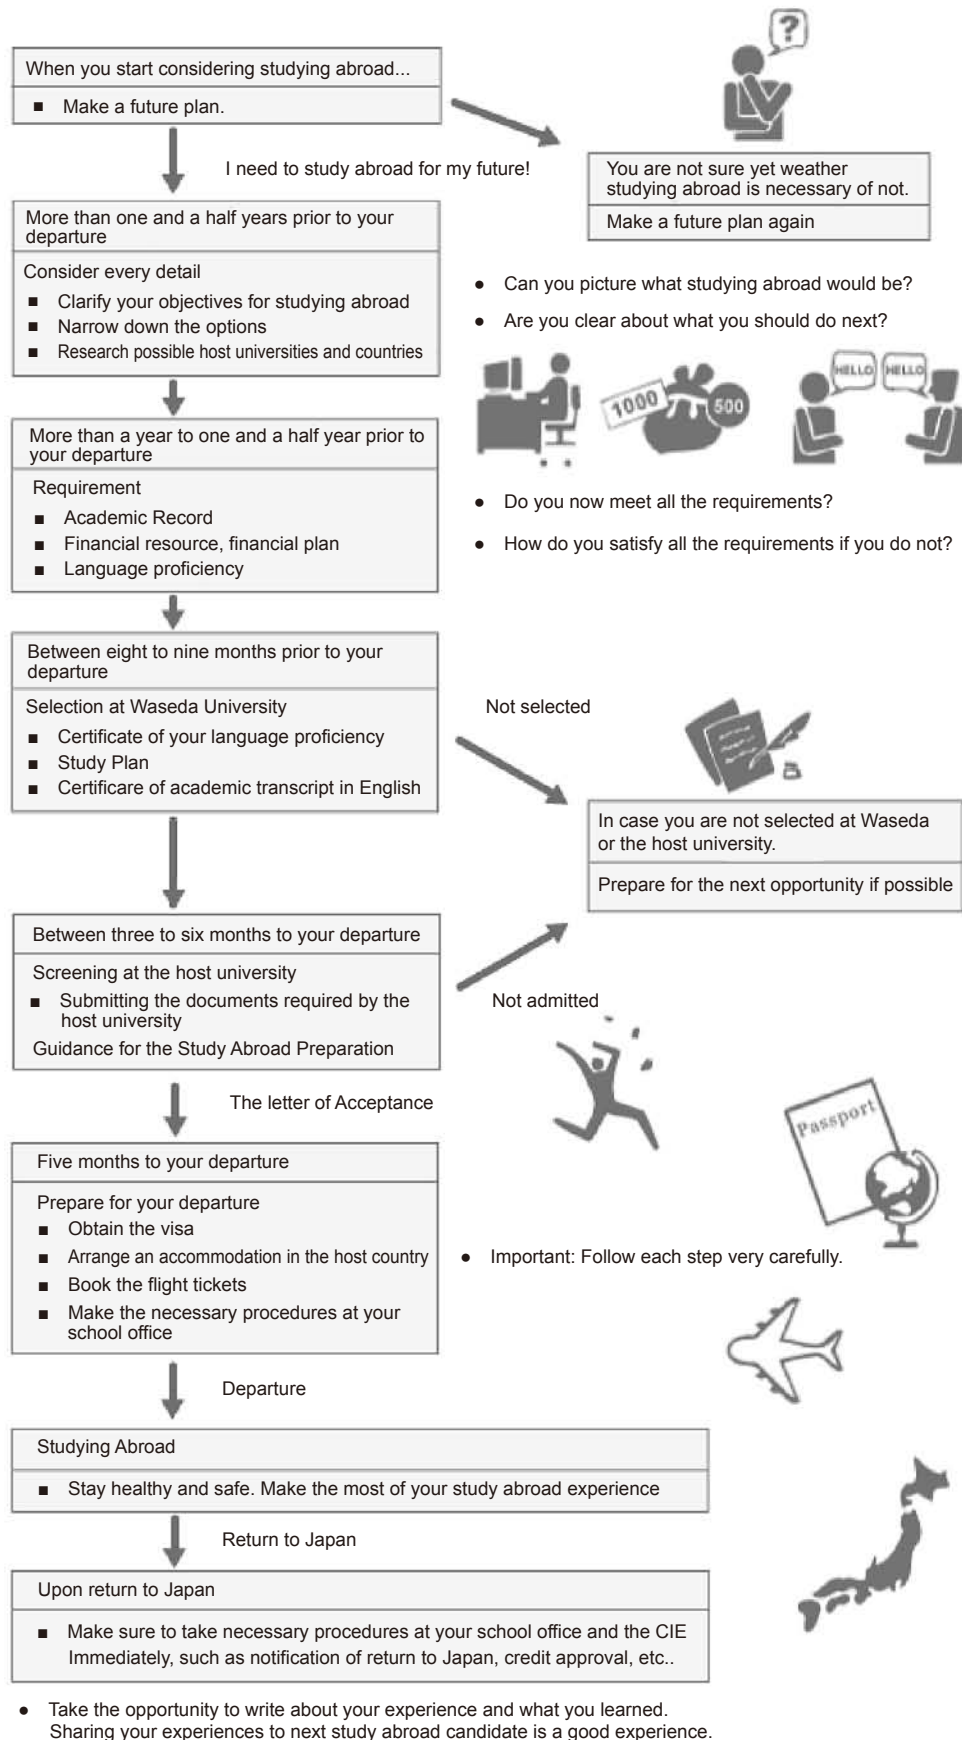 ?
When you start considering studying abroad...
■ Make a future plan.
I need to study abroad for my future!
You are not sure yet weather
studying abroad is necessary of not.
Make a future plan again
More than one and a half years prior to your
departure
Consider every detail
■ Clarify your objectives for studying abroad
■ Narrow down the options
■ Research possible host universities and countries
● Can you picture what studying abroad would be?
● Are you clear about what you should do next?
1000
500
HELLO
HELLO
More than a year to one and a half year prior to
your departure
Requirement
■ Academic Record
■ Financial resource, financial plan
■ Language proficiency
● Do you now meet all the requirements?
● How do you satisfy all the requirements if you do not?
Between eight to nine months prior to your
departure
Selection at Waseda University
■ Certificate of your language proficiency
■ Study Plan
■ Certificare of academic transcript in English
Not selected
In case you are not selected at Waseda
or the host university.
Prepare for the next opportunity if possible
Between three to six months to your departure
Screening at the host university
■ Submitting the documents required by the
host university
Guidance for the Study Abroad Preparation
Not admitted
The letter of Acceptance
Passport
Five months to your departure
Prepare for your departure
■ Obtain the visa
■ Arrange an accommodation in the host country
■ Book the flight tickets
■ Make the necessary procedures at your
school office
● Important: Follow each step very carefully.
Departure
Studying Abroad
■ Stay healthy and safe. Make the most of your study abroad experience
Return to Japan
Upon return to Japan
■ Make sure to take necessary procedures at your school office and the CIE
Immediately, such as notification of return to Japan, credit approval, etc..
● Take the opportunity to write about your experience and what you learned.
Sharing your experiences to next study abroad candidate is a good experience.